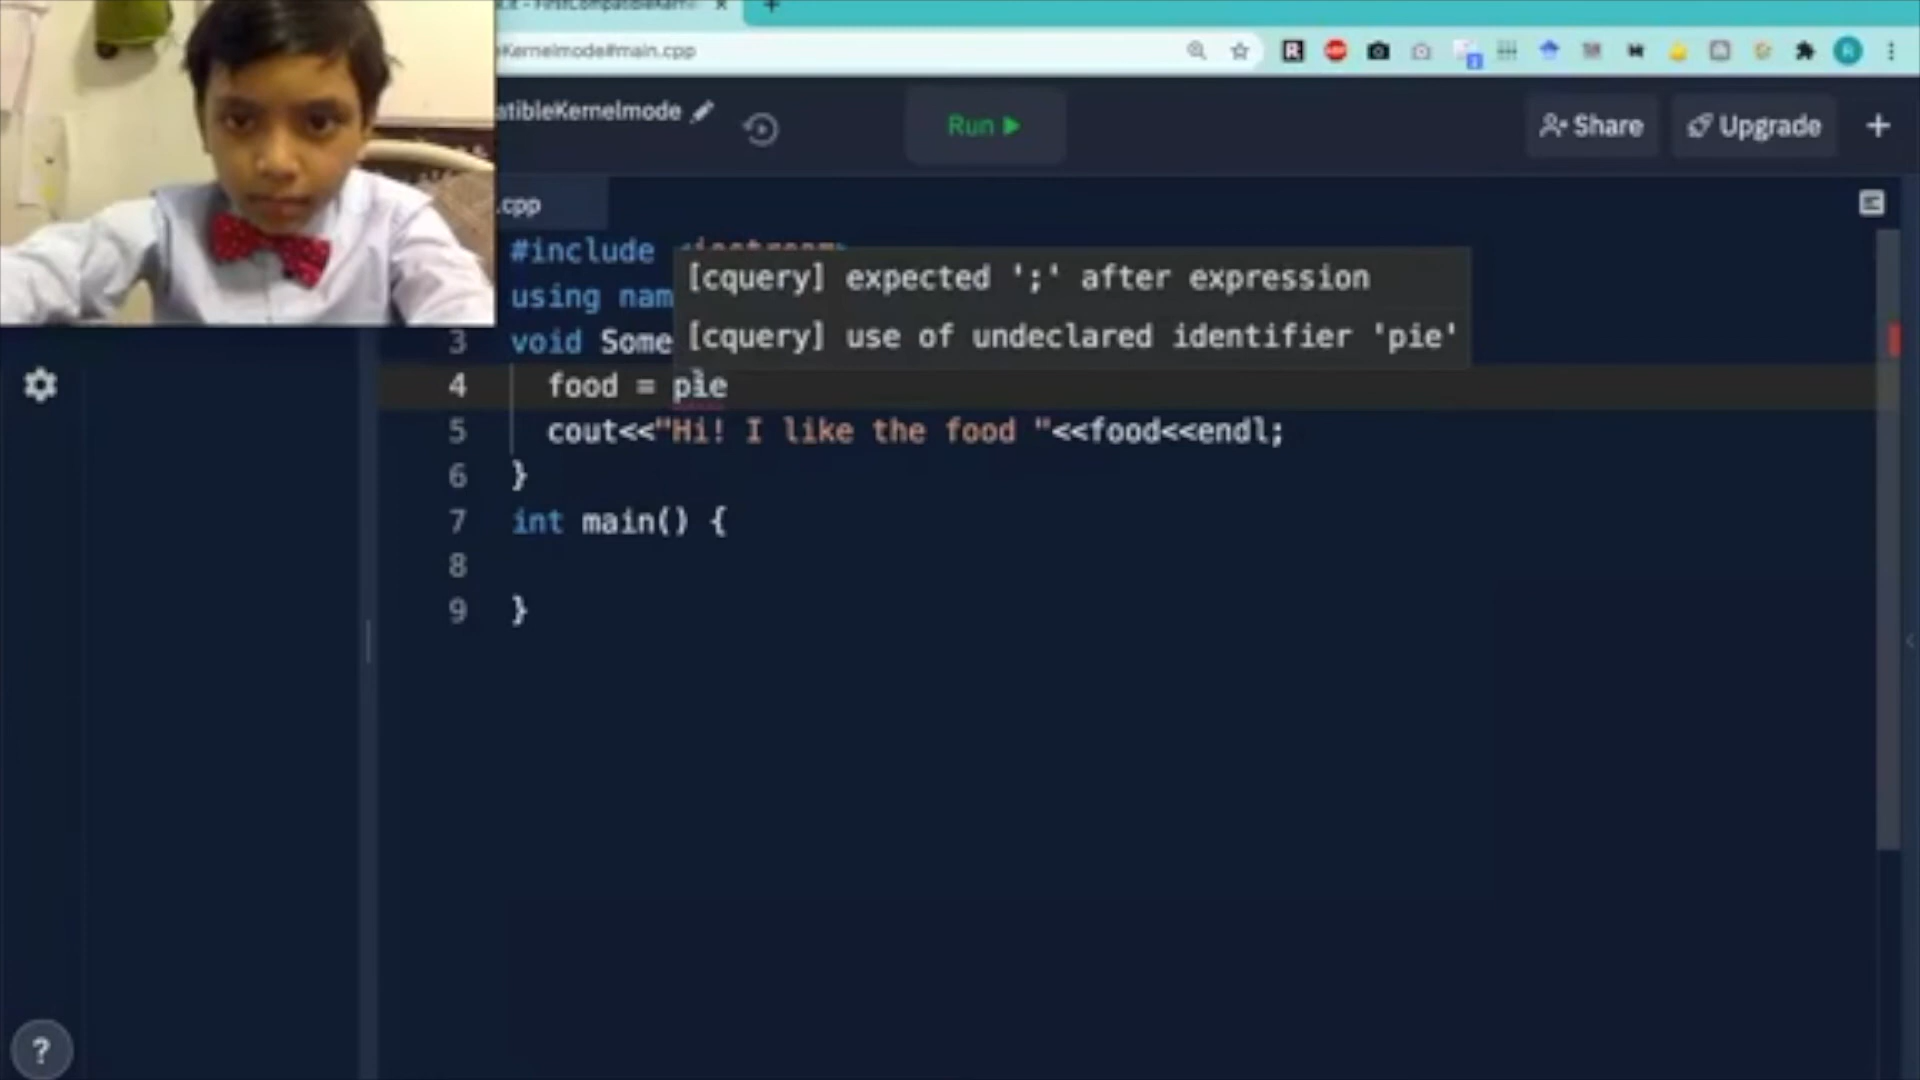 Kernelmode#main.cpp
atibleKernelmode
Run
Share
Upgrade
.cpp
#include <iostream>
using nam
[cquery] expected ';' after expression
[cquery] use of undeclared identifier 'pie'
3 void Some
4 food = pie
5 cout<<"Hi! I like the food "<<food<<endl;
6 }
7 int main() {
8
9 }
?